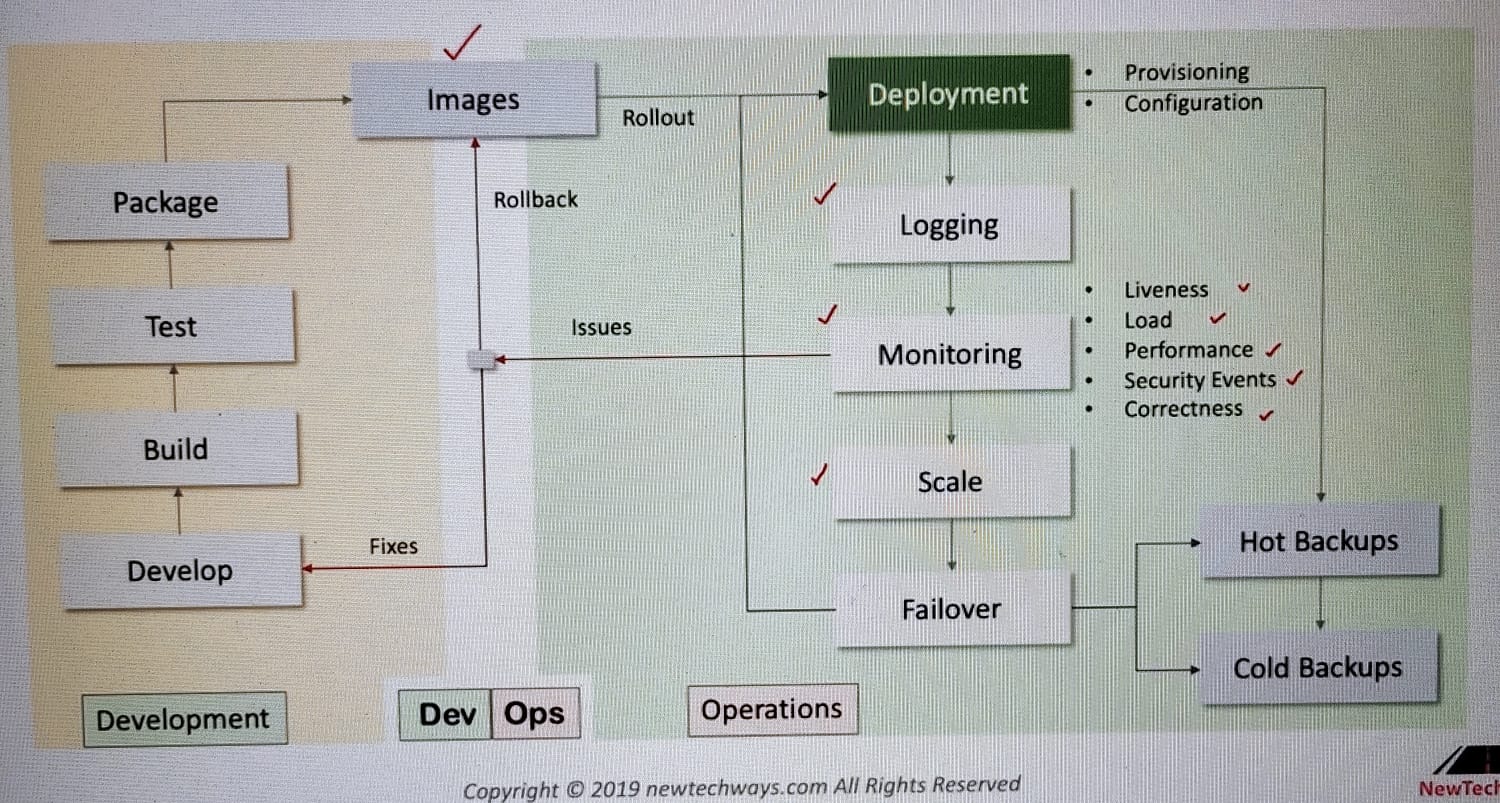 Images
Rollout
Deployment
• Provisioning
• Configuration
Package
Rollback
Logging
Test
Issues
Monitoring
• Liveness
• Load
• Performance
• Security Events
• Correctness
Build
Scale
Develop
Fixes
Hot Backups
Failover
Cold Backups
Development
Dev Ops
Operations
Copyright © 2019 newtechways.com All Rights Reserved
NewTech